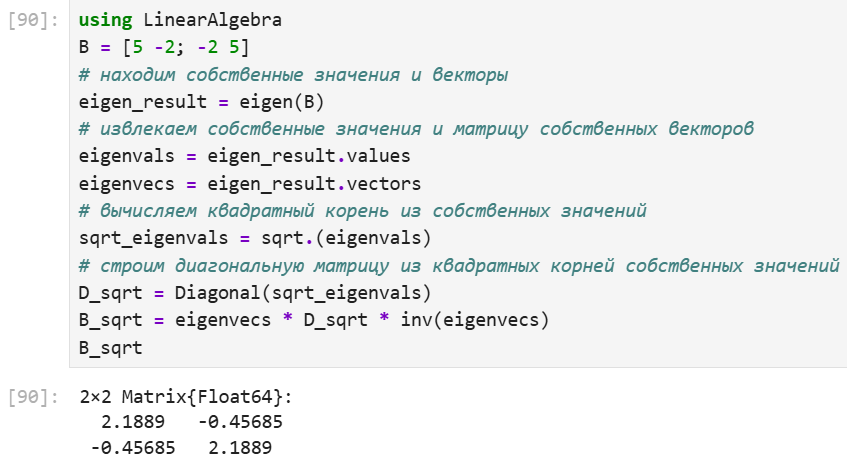 [90]: using LinearAlgebra
B = [5 -2; -2 5]
# находим собственные значения и векторы
eigen_result = eigen(B)
# извлекаем собственные значения и матрицу собственных векторов
eigenvals = eigen_result.values
eigenvecs = eigen_result.vectors
# вычисляем квадратный корень из собственных значений
sqrt_eigenvals = sqrt.(eigenvals)
# строим диагональную матрицу из квадратных корней собственных значений
D_sqrt = Diagonal(sqrt_eigenvals)
B_sqrt = eigenvecs * D_sqrt * inv(eigenvecs)
B_sqrt
[90]: 2×2 Matrix{Float64}:
2.1889 -0.45685
-0.45685 2.1889